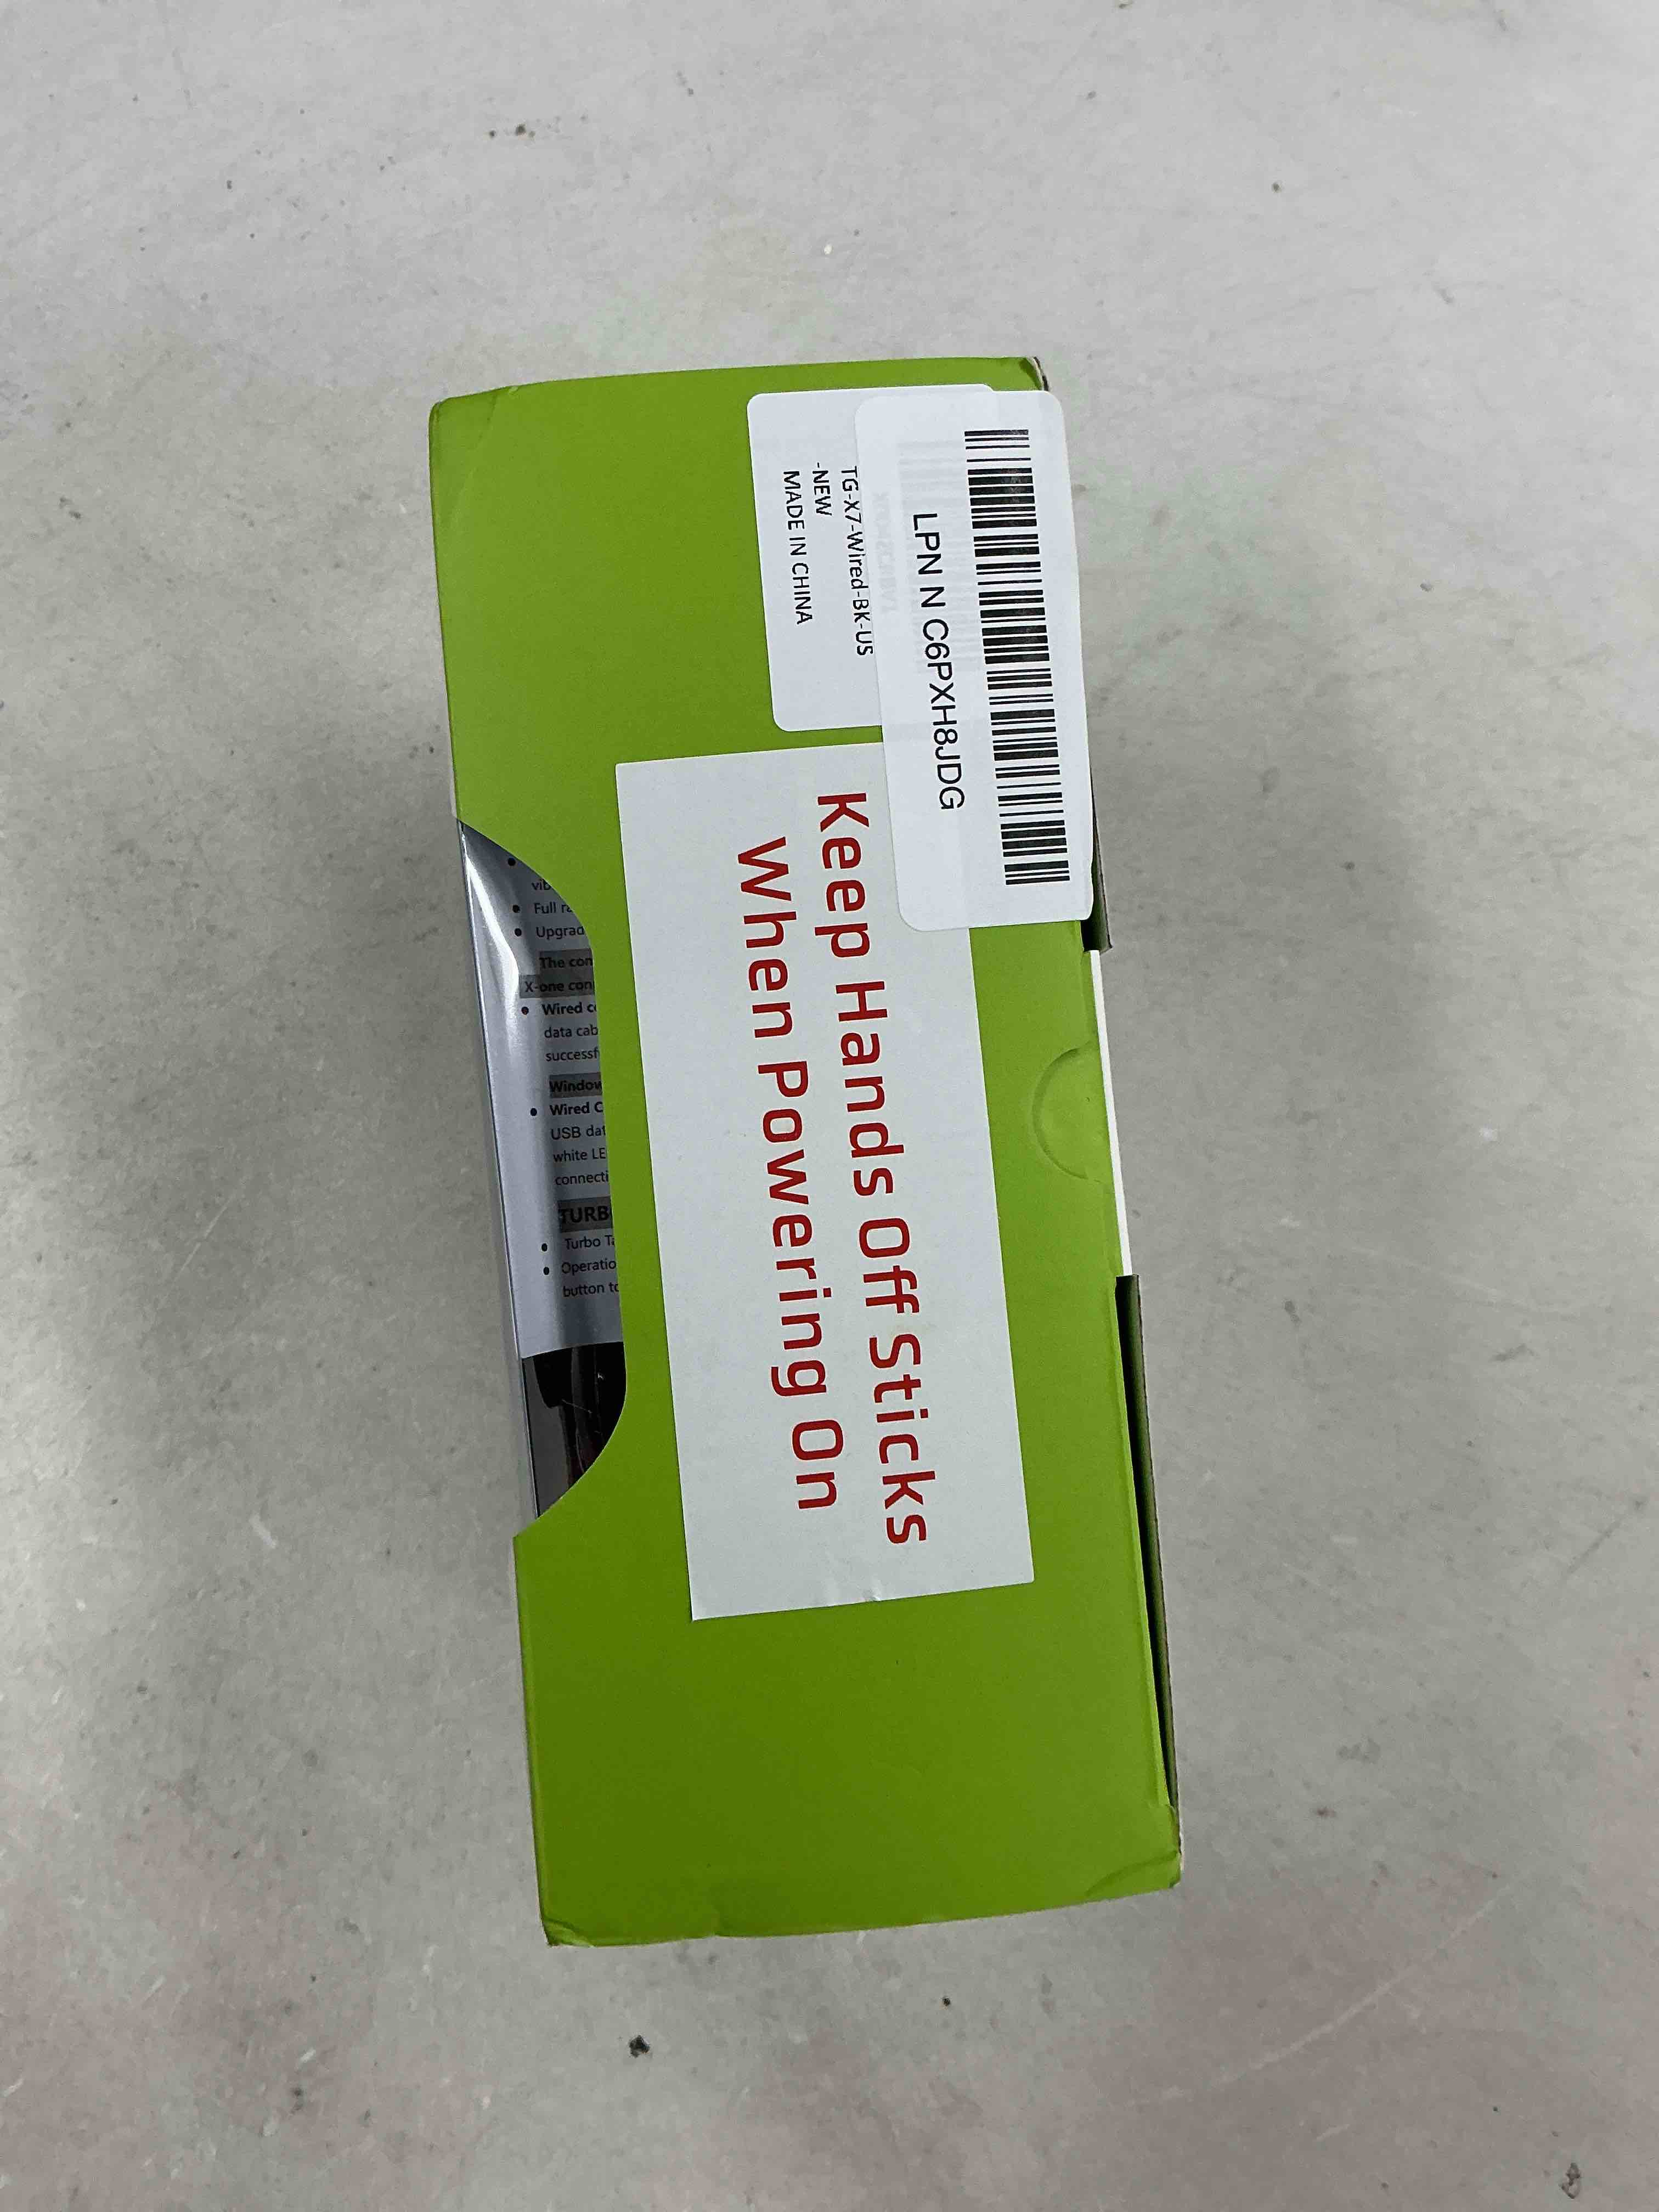 LPN N C6PXH8JDG
TG-X7-Wired-BK-US
-NEW
MADE IN CHINA
Keep Hands Off Sticks
When Powering On
Full
Upgrad
The con
X-one con
Wired c
data cab
successf
Window
Wired C
USB dat
white LE
connecti
TURB
Turbo T
Operatio
button to